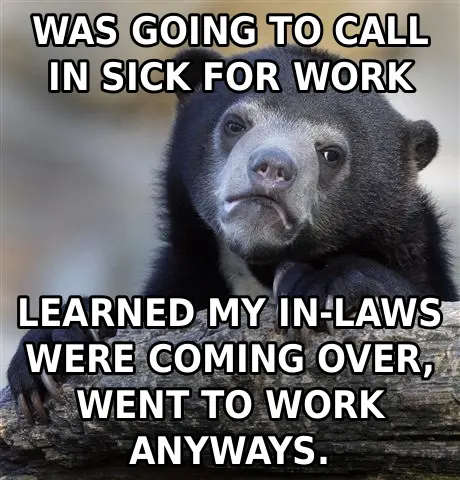 WAS GOING TO CALL
IN SICK FOR WORK
LEARNED MY IN-LAWS
WERE COMING OVER,
WENT TO WORK
ANYWAYS.